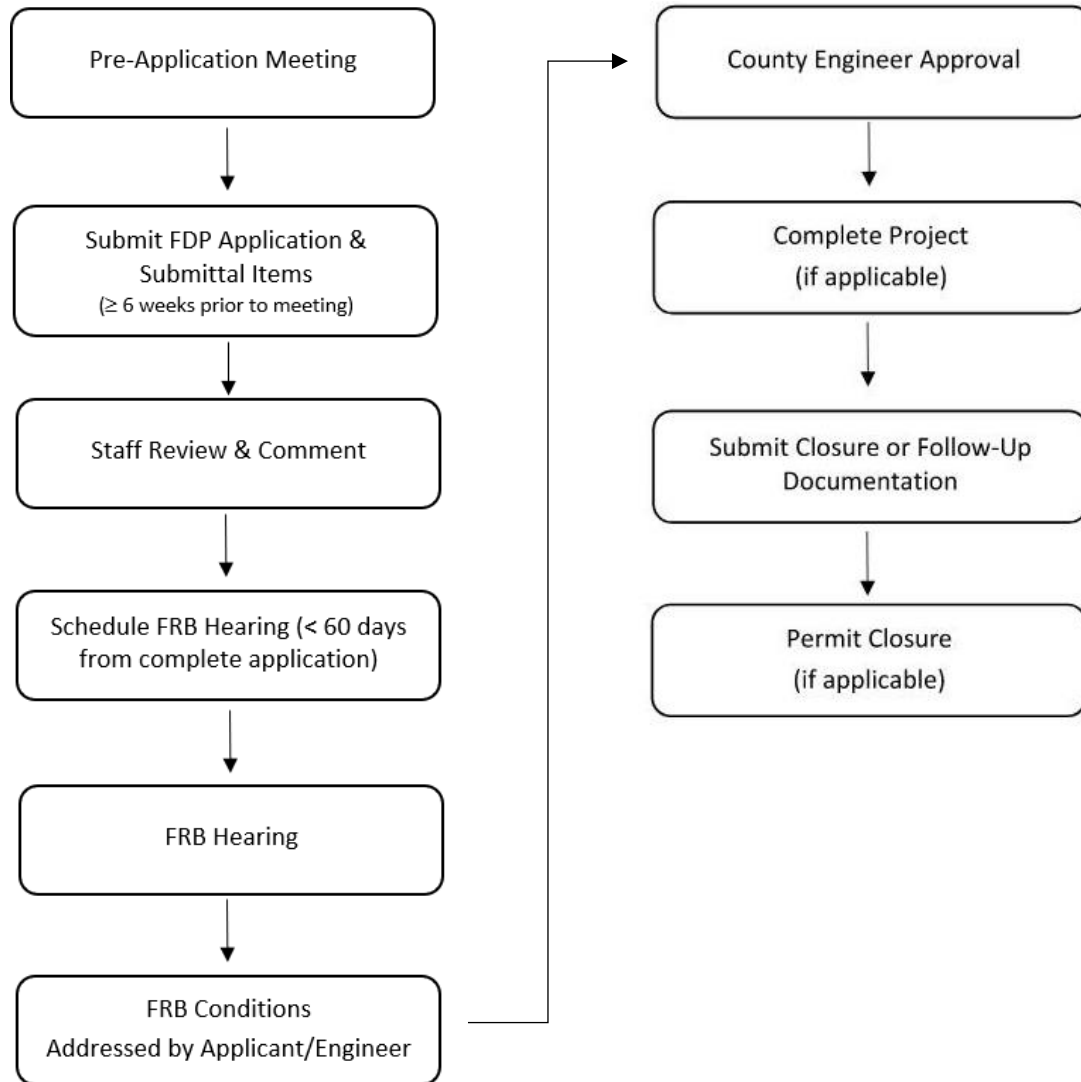 Pre-Application Meeting
Submit FDP Application &
Submittal Items
(≥ 6 weeks prior to meeting)
Staff Review & Comment
Schedule FRB Hearing (< 60 days
from complete application)
FRB Hearing
FRB Conditions
Addressed by Applicant/Engineer
County Engineer Approval
Complete Project
(if applicable)
Submit Closure or Follow-Up
Documentation
Permit Closure
(if applicable)